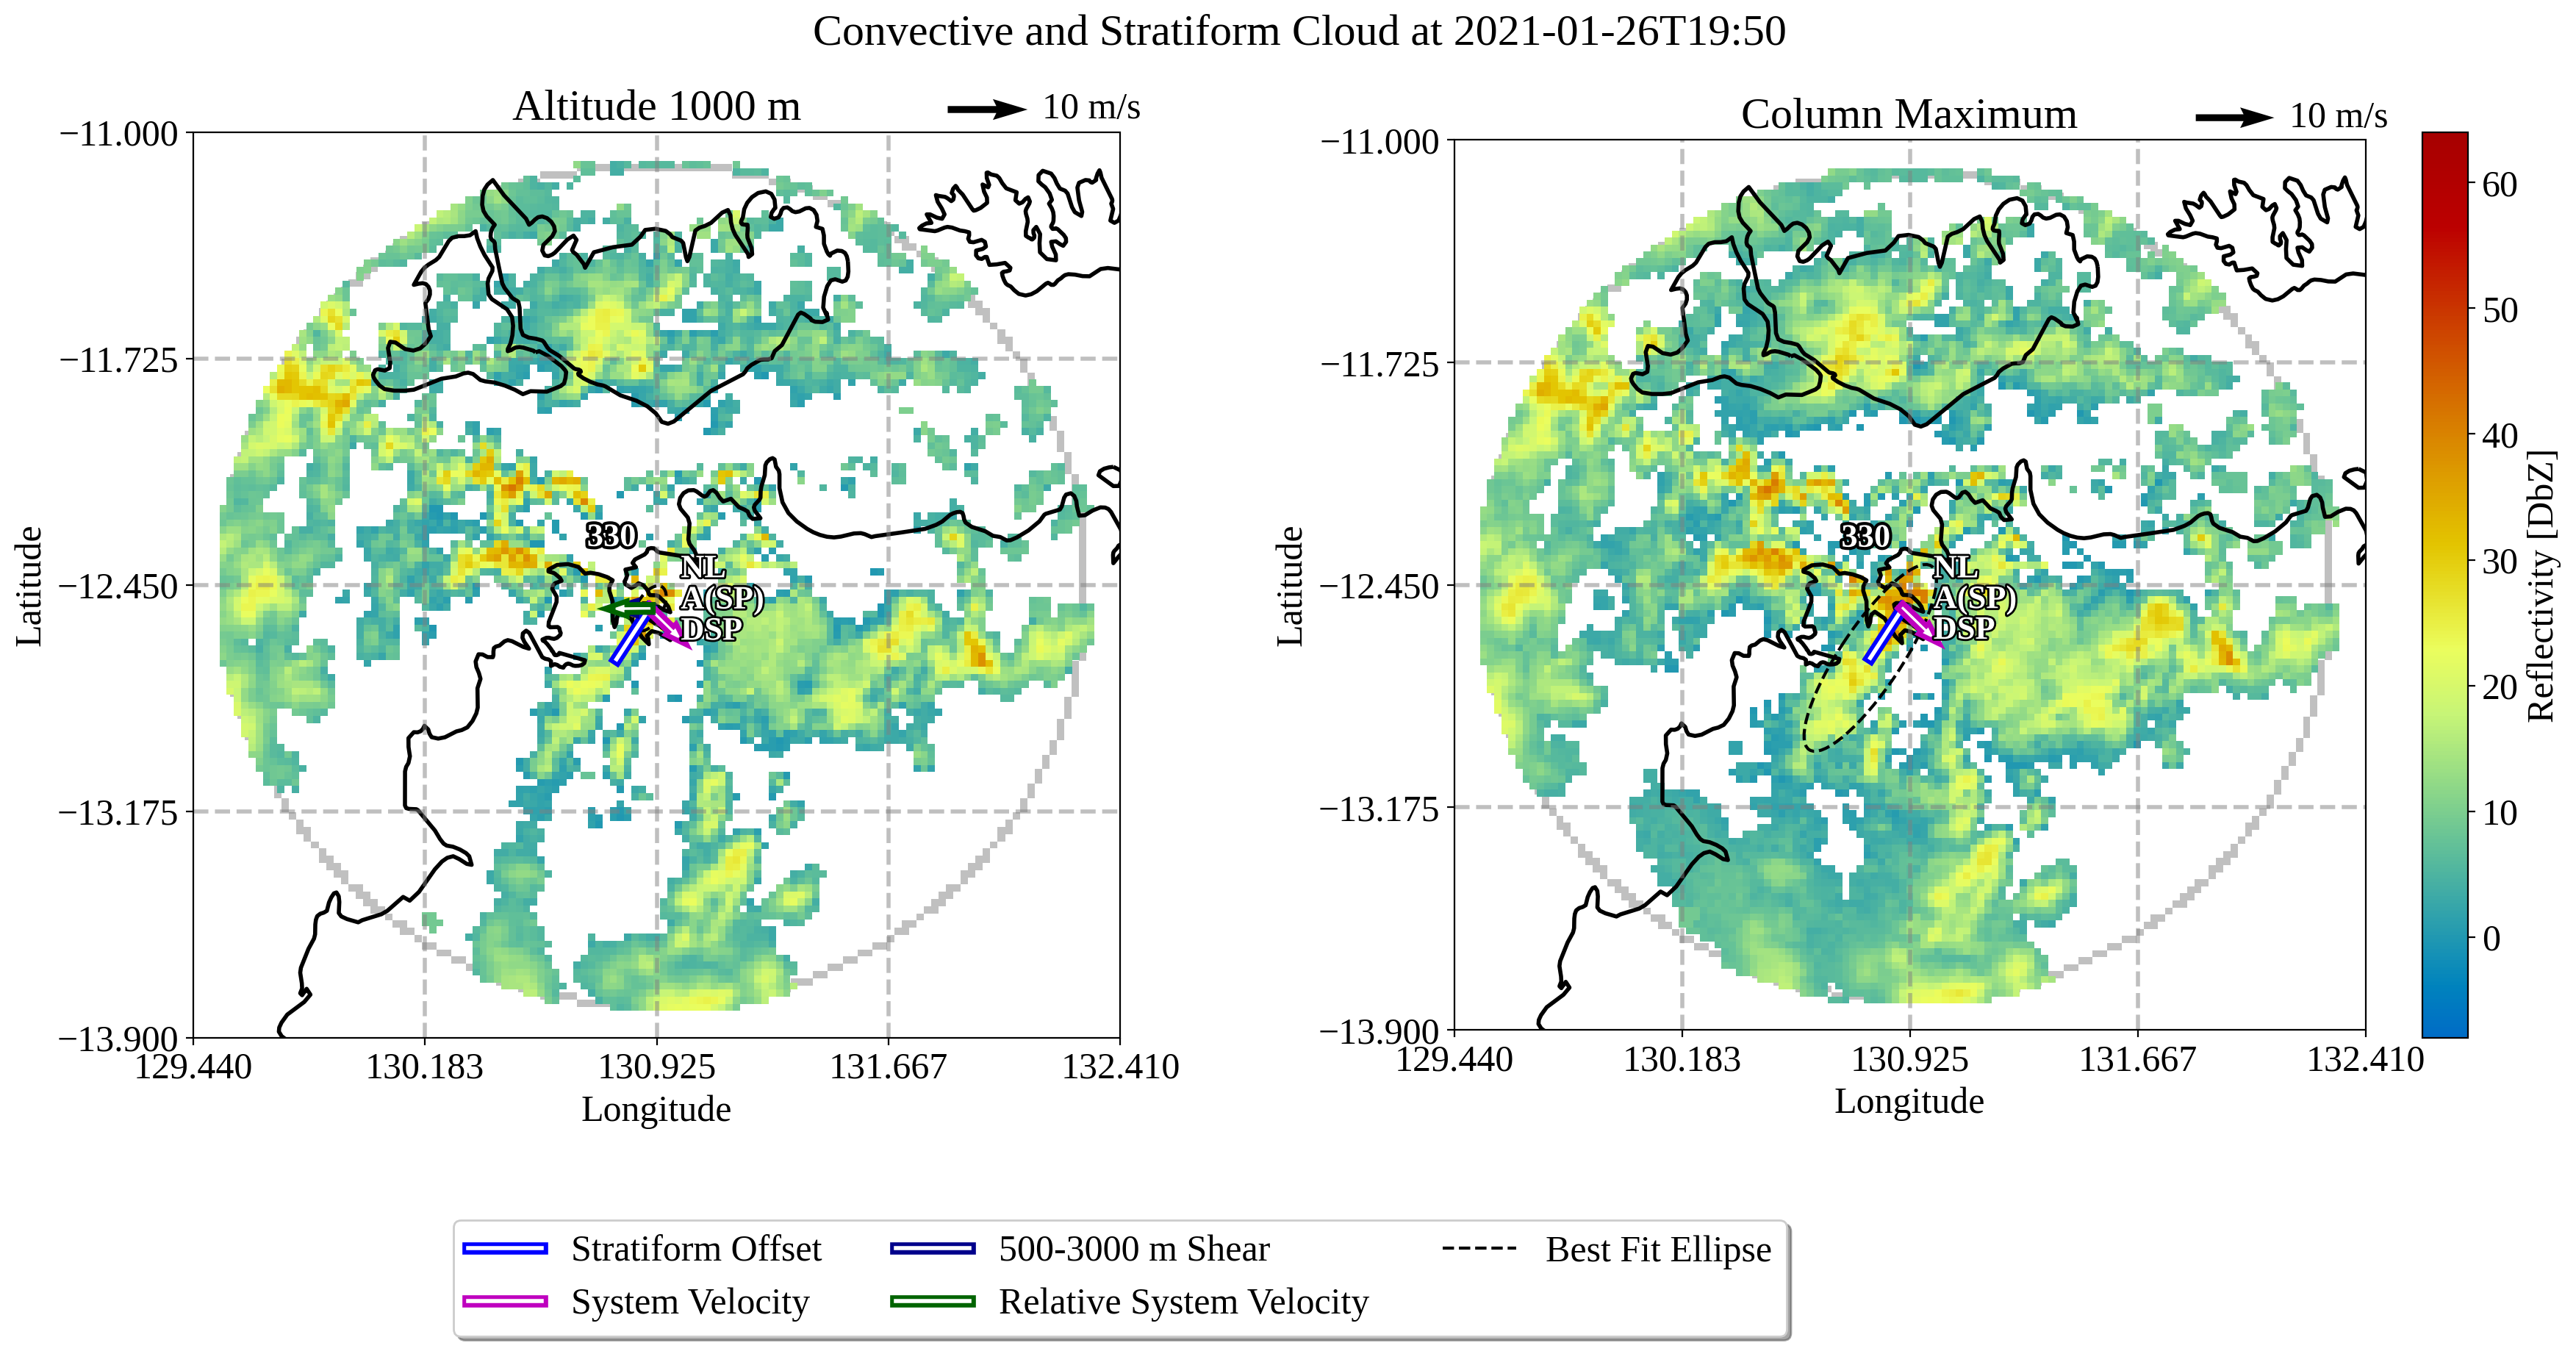 Convective and Stratiform Cloud at 2021-01-26T19:50
Altitude 1000 m
10 m/s
−11.000
−11.725
−12.450
−13.175
−13.900
Latitude
129.440
130.183
130.925
131.667
132.410
Longitude
330
NL
A(SP)
DSP
Column Maximum
10 m/s
−11.000
−11.725
−12.450
−13.175
−13.900
Latitude
129.440
130.183
130.925
131.667
132.410
Longitude
330
NL
A(SP)
DSP
60
50
40
30
20
10
0
Reflectivity [DbZ]
Stratiform Offset
500-3000 m Shear
Best Fit Ellipse
System Velocity
Relative System Velocity